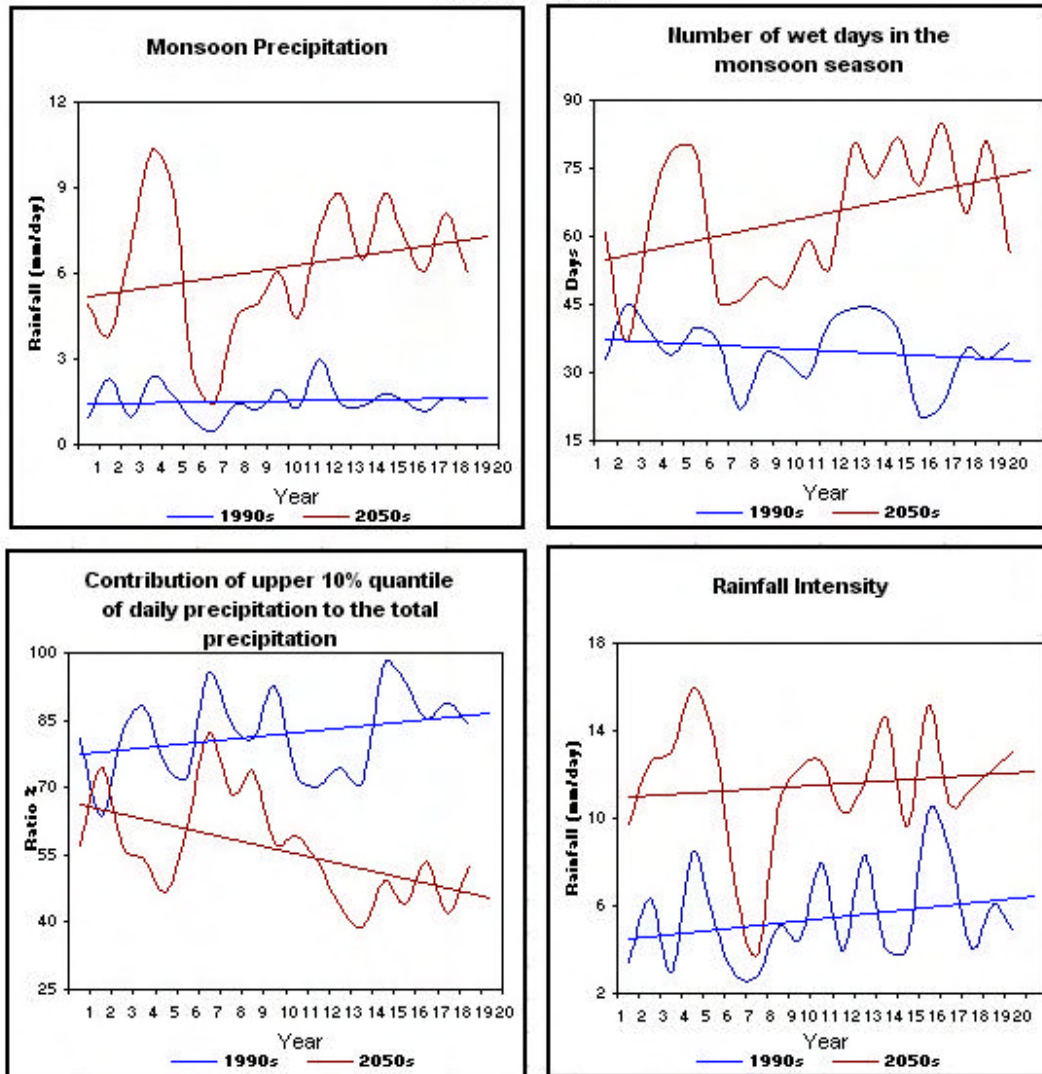 Monsoon Precipitation
12
9
6
3
0
Rainfall (mm/day)
1 2 3 4 5 6 7 8 9 10 11 12 13 14 15 16 17 18 19 20
Year
1990s 2050s
Number of wet days in the
monsoon season
90
75
60
45
30
15
Days
1 2 3 4 5 6 7 8 9 10 11 12 13 14 15 16 17 18 19 20
Year
1990s 2050s
Contribution of upper 10% quantile
of daily precipitation to the total
precipitation
100
85
70
55
40
25
Ratio %
1 2 3 4 5 6 7 8 9 10 11 12 13 14 15 16 17 18 19 20
Year
1990s 2050s
Rainfall Intensity
18
14
10
6
2
Rainfall (mm/day)
1 2 3 4 5 6 7 8 9 10 11 12 13 14 15 16 17 18 19 20
Year
1990s 2050s